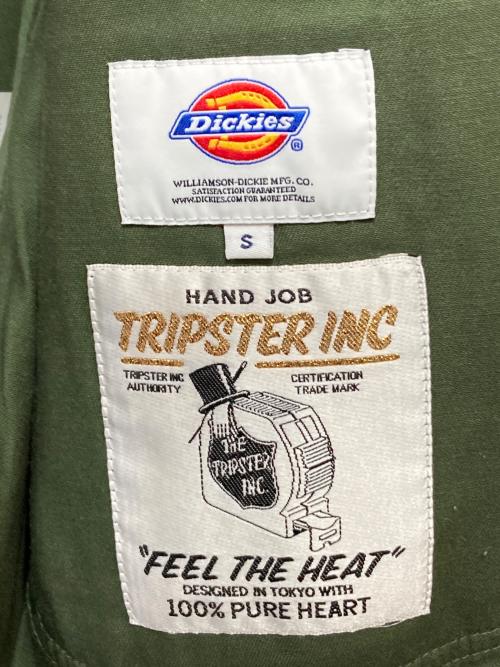 Dickies
®
WILLIAMSON-DICKIE MFG. CO.
SATISFACTION GUARANTEED
WWW.DICKIES.COM FOR MORE DETAILS
S
HAND JOB
TRIPSTER INC
TRIPSTER INC
AUTHORITY
CERTIFICATION
TRADE MARK
THE
TRIPSTER
INC.
"FEEL THE HEAT"
DESIGNED IN TOKYO WITH
100% PURE HEART